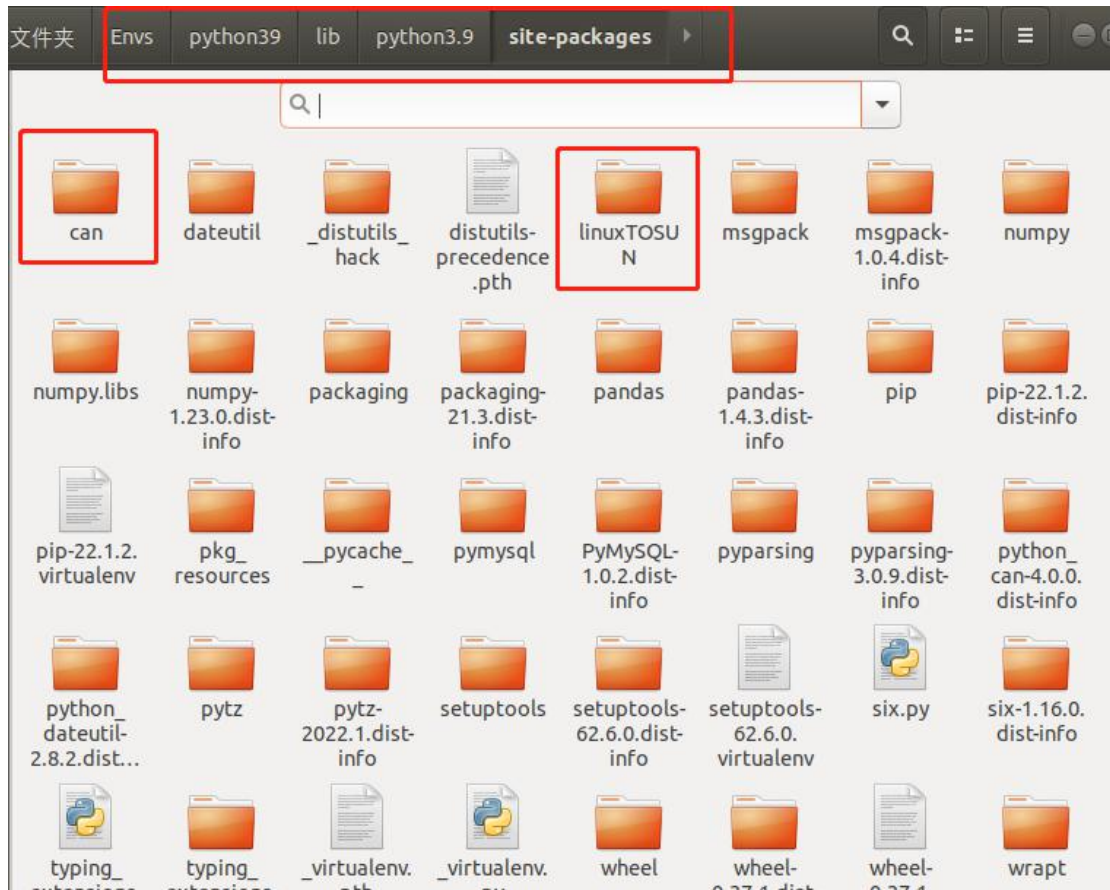 文件夹 Envs python39 lib python3.9 site-packages
can dateutil _distutils_ distutils- linuxTOSU msgpack msgpack- numpy
hack precedence N 1.0.4.dist-
.pth info
numpy.libs numpy- packaging packaging- pandas pandas- pip pip-22.1.2.
1.23.0.dist- 21.3.dist- 1.4.3.dist- dist-info
info info info
pip-22.1.2. pkg_ __pycache_ pymysql PyMySQL- pyparsing pyparsing- python_
virtualenv resources _ 1.0.2.dist- 3.0.9.dist- can-4.0.0.
info info dist-info
python_ pytz pytz- setuptools setuptools- setuptools- six.py six-1.16.0.
dateutil- 2022.1.dist- 62.6.0.dist- 62.6.0. dist-info
2.8.2.dist... info info virtualenv
typing_ typing_ _virtualenv. _virtualenv. wheel wheel- wheel- wrapt